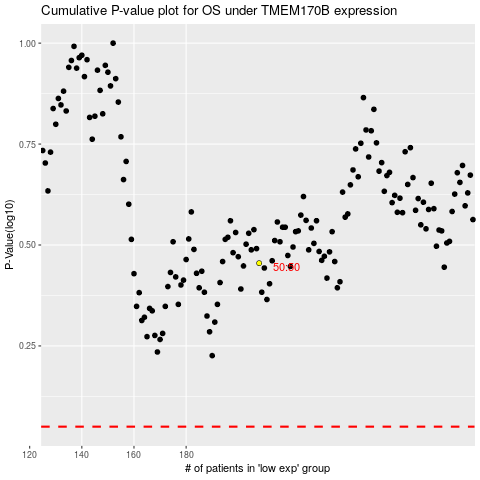 Cumulative P-value plot for OS under TMEM170B expression
P-Value(log10)
1.00
0.75
0.50
0.25
50:50
120 140 160 180
# of patients in 'low exp' group